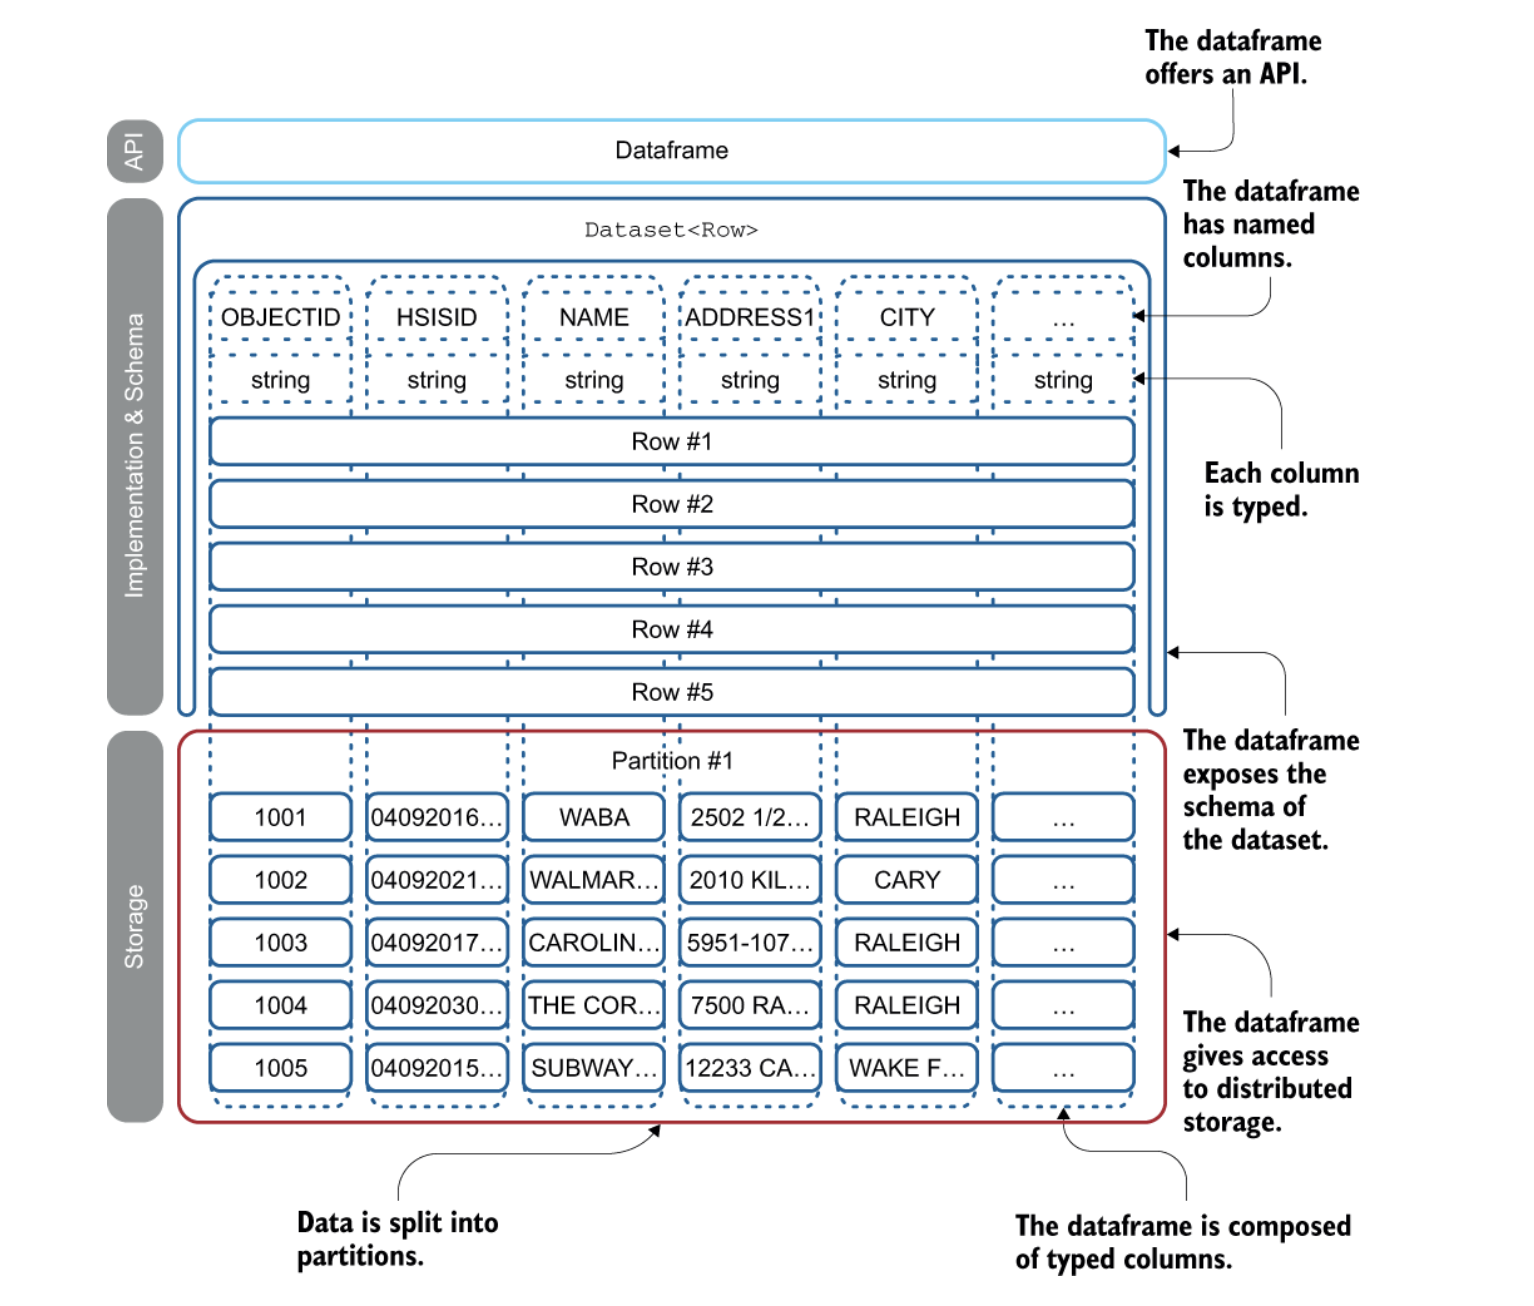 The dataframe
offers an API.
API
Dataframe
The dataframe
has named
columns.
Implementation & Schema
Dataset<Row>
OBJECTID HSISID NAME ADDRESS1 CITY ...
string string string string string string
Row #1
Row #2
Row #3
Row #4
Row #5
Each column
is typed.
The dataframe
exposes the
schema of
the dataset.
Storage
Partition #1
1001 04092016... WABA 2502 1/2... RALEIGH ...
1002 04092021... WALMAR... 2010 KIL... CARY ...
1003 04092017... CAROLIN... 5951-107... RALEIGH ...
1004 04092030... THE COR... 7500 RA... RALEIGH ...
1005 04092015... SUBWAY... 12233 CA... WAKE F... ...
The dataframe
gives access
to distributed
storage.
Data is split into
partitions.
The dataframe is composed
of typed columns.